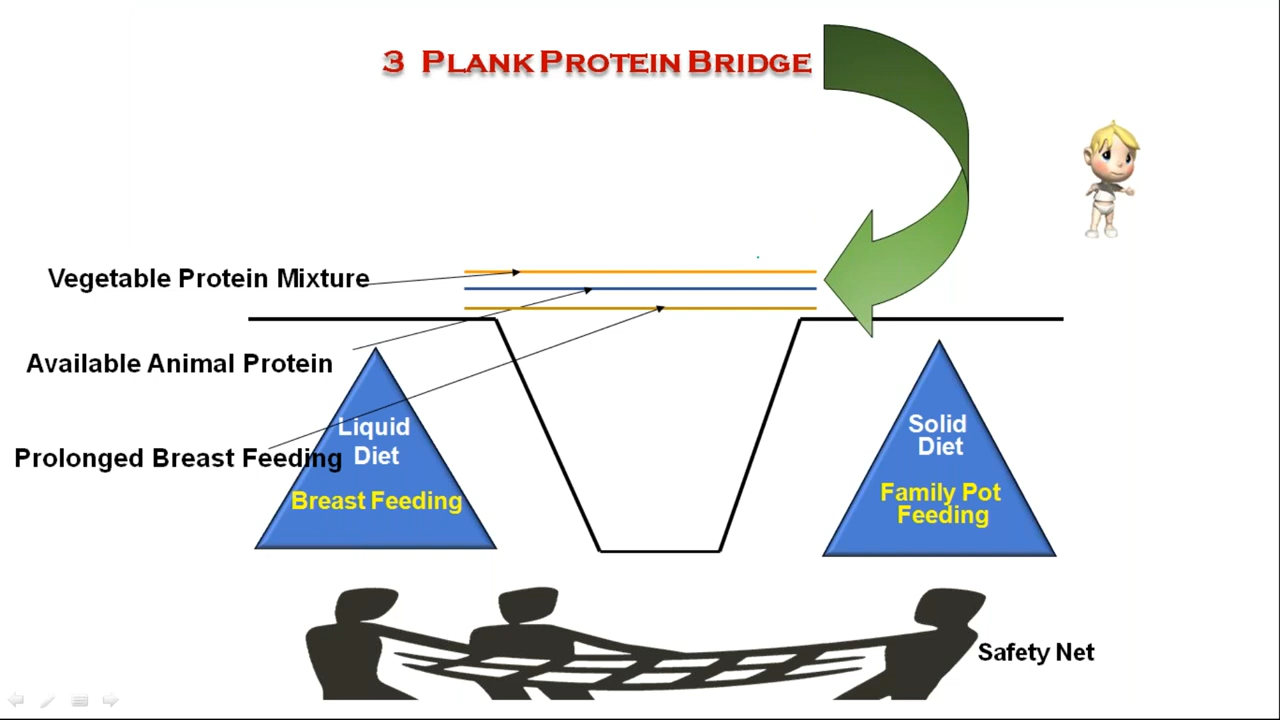 3 PLANK PROTEIN BRIDGE
Vegetable Protein Mixture
Available Animal Protein
Prolonged Breast Feeding
Liquid
Diet
Breast Feeding
Solid
Diet
Family Pot
Feeding
Safety Net